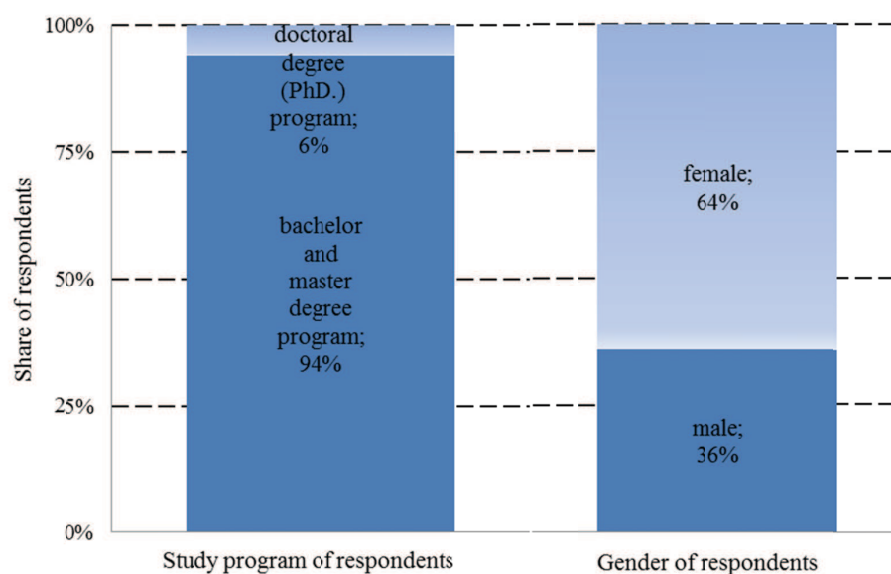 Share of respondents
100%
75%
50%
25%
0%
doctoral
degree
(PhD.)
program;
6%
bachelor
and
master
degree
program;
94%
female;
64%
male;
36%
Study program of respondents
Gender of respondents